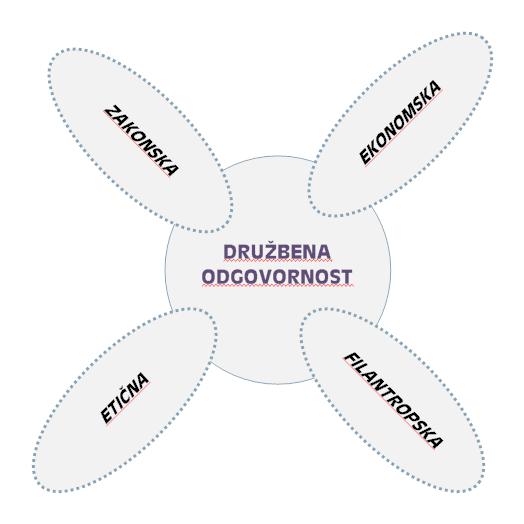 ZAKONSKA
EKONOMSKA
DRUŽBENA
ODGOVORNOST
ETIČNA
FILANTROPSKA